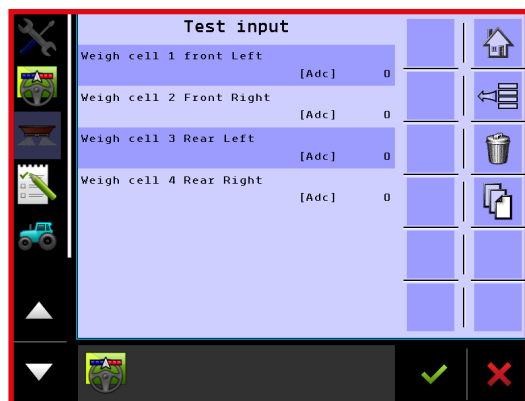 Test input
Weigh cell 1 front Left
[Adc] 0
Weigh cell 2 Front Right
[Adc] 0
Weigh cell 3 Rear Left
[Adc] 0
Weigh cell 4 Rear Right
[Adc] 0